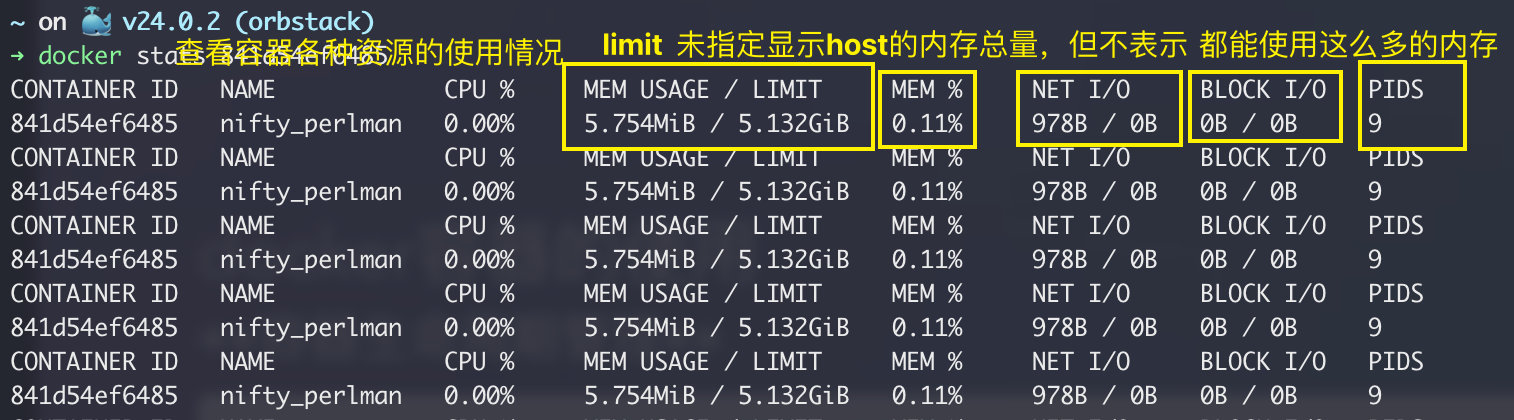 ~ on 🐳 v24.0.2 (orbstack)
查看容器各种资源的使用情况 limit 未指定显示host的内存总量，但不表示 都能使用这么多的内存
→ docker stats 841d54ef6485
CONTAINER ID NAME CPU % MEM USAGE / LIMIT MEM % NET I/O BLOCK I/O PIDS
841d54ef6485 nifty_perlman 0.00% 5.754MiB / 5.132GiB 0.11% 978B / 0B 0B / 0B 9
CONTAINER ID NAME CPU % MEM USAGE / LIMIT MEM % NET I/O BLOCK I/O PIDS
841d54ef6485 nifty_perlman 0.00% 5.754MiB / 5.132GiB 0.11% 978B / 0B 0B / 0B 9
CONTAINER ID NAME CPU % MEM USAGE / LIMIT MEM % NET I/O BLOCK I/O PIDS
841d54ef6485 nifty_perlman 0.00% 5.754MiB / 5.132GiB 0.11% 978B / 0B 0B / 0B 9
CONTAINER ID NAME CPU % MEM USAGE / LIMIT MEM % NET I/O BLOCK I/O PIDS
841d54ef6485 nifty_perlman 0.00% 5.754MiB / 5.132GiB 0.11% 978B / 0B 0B / 0B 9
CONTAINER ID NAME CPU % MEM USAGE / LIMIT MEM % NET I/O BLOCK I/O PIDS
841d54ef6485 nifty_perlman 0.00% 5.754MiB / 5.132GiB 0.11% 978B / 0B 0B / 0B 9